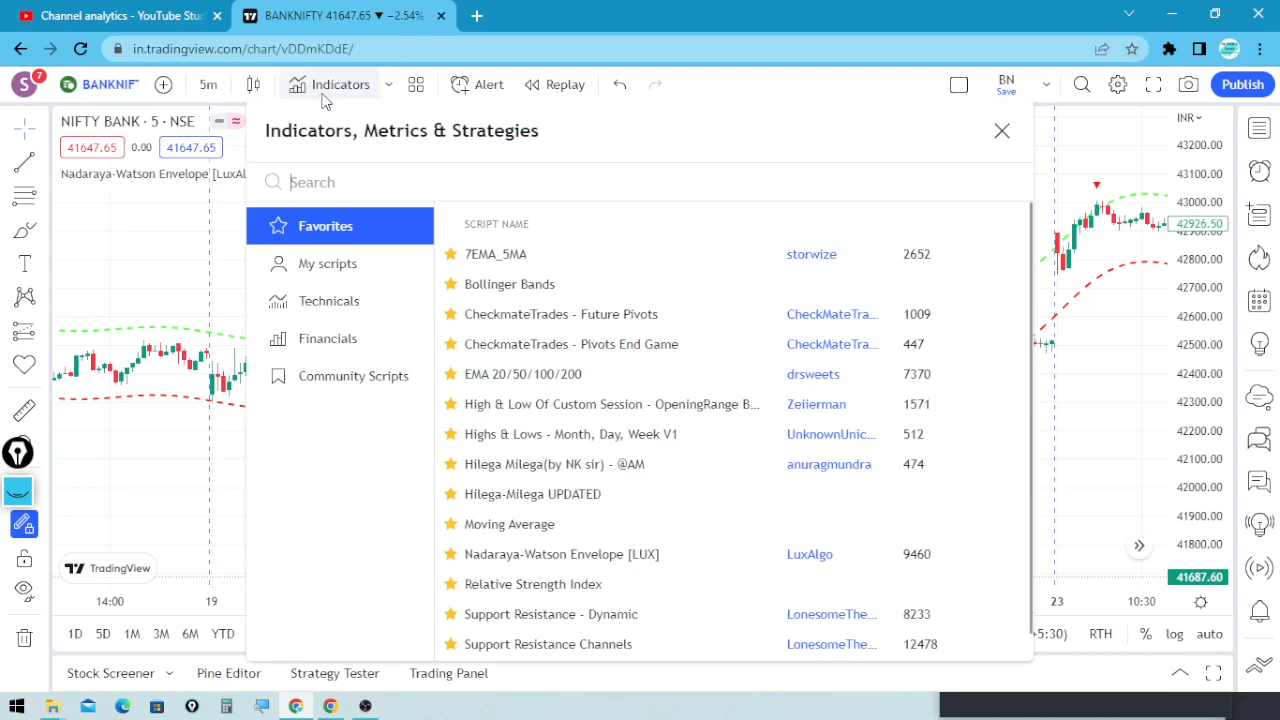 Channel analytics - YouTube Stud
BANKNIFTY 41647.65 ▼ −2.54%
in.tradingview.com/chart/vDDmKDdE/
S
7
BANKNIF
5m
Indicators
Alert
Replay
BN
Save
Publish
NIFTY BANK · 5 · NSE
41647.65
0.00
41647.65
Nadaraya-Watson Envelope [LuxAl
Indicators, Metrics & Strategies
Search
Favorites
My scripts
Technicals
Financials
Community Scripts
SCRIPT NAME
7EMA_5MA storwize 2652
Bollinger Bands
CheckmateTrades - Future Pivots CheckMateTra... 1009
CheckmateTrades - Pivots End Game CheckMateTra... 447
EMA 20/50/100/200 drsweets 7370
High & Low Of Custom Session - OpeningRange B... Zeiierman 1571
Highs & Lows - Month, Day, Week V1 UnknownUnic... 512
Hilega Milega(by NK sir) - @AM anuragmundra 474
Hilega-Milega UPDATED
Moving Average
Nadaraya-Watson Envelope [LUX] LuxAlgo 9460
Relative Strength Index
Support Resistance - Dynamic LonesomeThe... 8233
Support Resistance Channels LonesomeThe... 12478
INR
43200.00
43100.00
43000.00
42926.50
42800.00
42700.00
42600.00
42500.00
42400.00
42300.00
42200.00
42100.00
42000.00
41900.00
41800.00
41687.60
TradingView
14:00
19
23
10:30
1D 5D 1M 3M 6M YTD
5:30) RTH % log auto
Stock Screener Pine Editor Strategy Tester Trading Panel